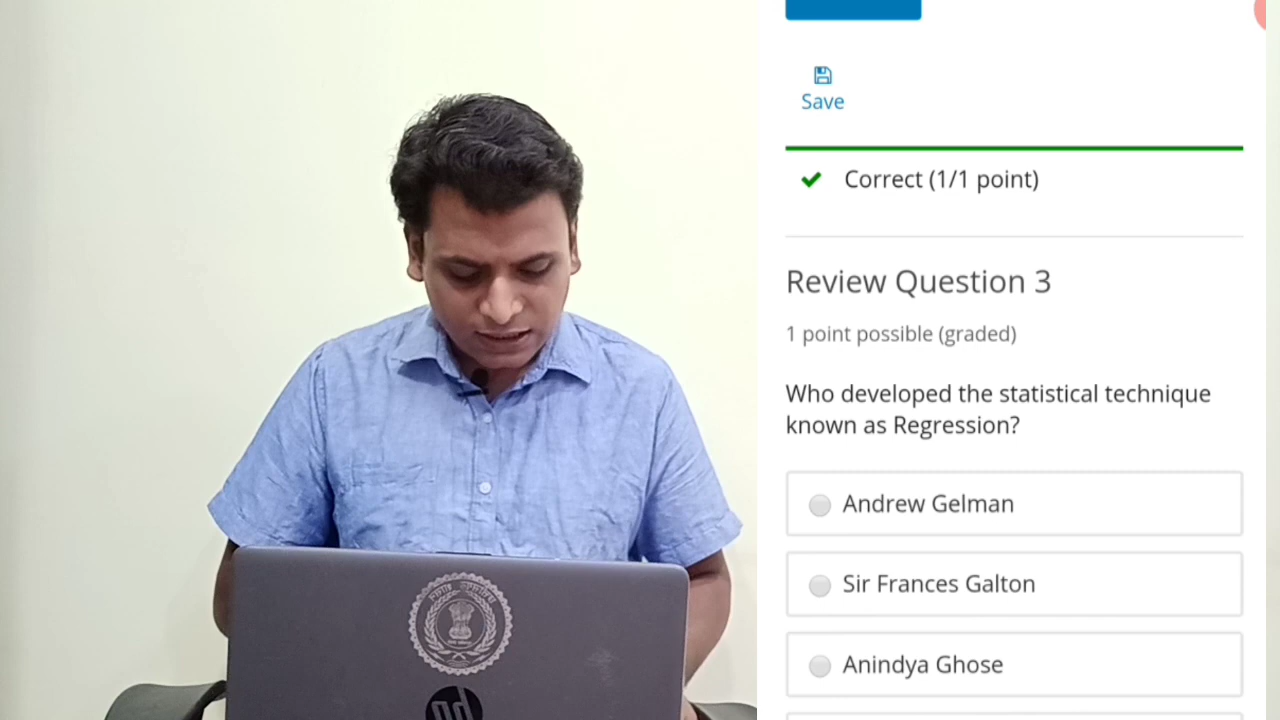 Save
Correct (1/1 point)
Review Question 3
1 point possible (graded)
Who developed the statistical technique
known as Regression?
Andrew Gelman
Sir Frances Galton
Anindya Ghose
hp